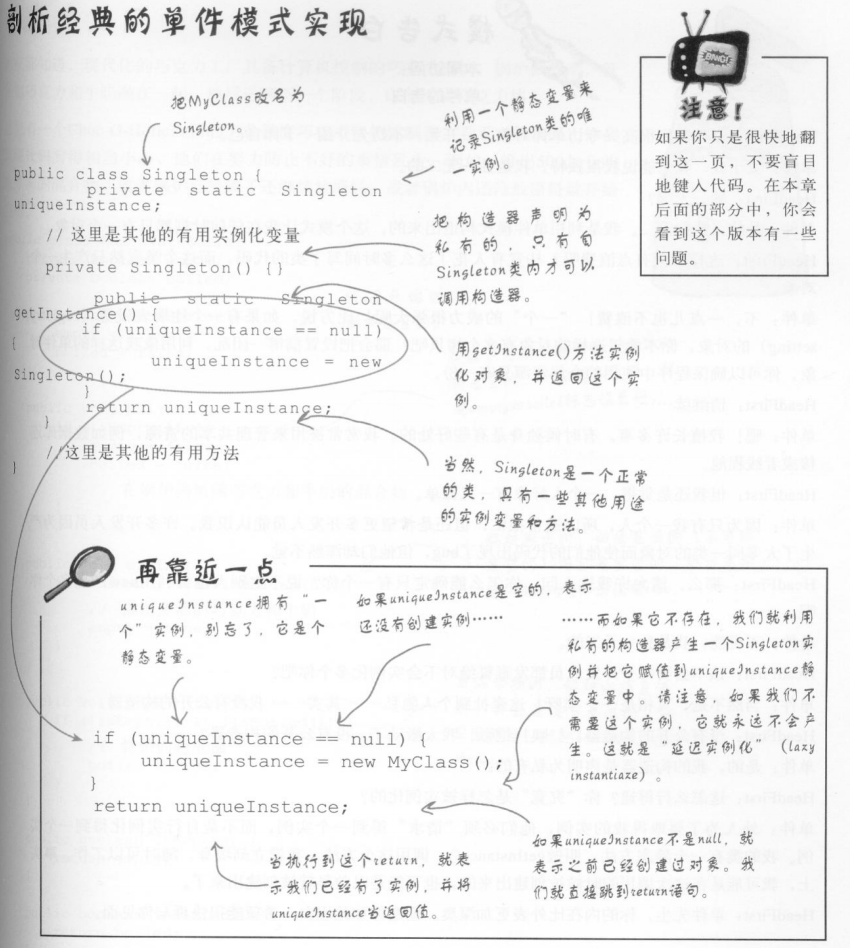 剖析经典的单件模式实现
把MyClass改名为
Singleton。
利用一个静态变量来
记录Singleton类的唯
一实例。
注意！
如果你只是很快地翻
到这一页，不要盲目
地键入代码。在本章
后面的部分中，你会
看到这个版本有一些
问题。
public class Singleton {
private static Singleton
uniqueInstance;
// 这里是其他的有用实例化变量
private Singleton() {}
public static Singleton
getInstance() {
if (uniqueInstance == null)
{
uniqueInstance = new
Singleton();
}
return uniqueInstance;
}
//这里是其他的有用方法
}
把构造器声明为
私有的，只有自
Singleton类内才可以
调用构造器。
用getInstance()方法实例
化对象，并返回这个实
例。
当然，Singleton是一个正常
的类，具有一些其他用途
的实例变量和方法。
再靠近一点
uniqueInstance拥有“一
个”实例，别忘了，它是个
静态变量。
如果uniqueInstance是空的，表示
还没有创建实例……
……而如果它不存在，我们就利用
私有的构造器产生一个Singleton实
例并把它赋值到uniqueInstance静
态变量中。请注意，如果我们不
需要这个实例，它就永远不会产
生。这就是“延迟实例化”（lazy
instantiaze）。
if (uniqueInstance == null) {
uniqueInstance = new MyClass();
}
return uniqueInstance;
当执行到这个return，就表
示我们已经有了实例，并将
uniqueInstance当返回值。
如果uniqueInstance不是null，就
表示之前已经创建过对象。我
们就直接跳到return语句。